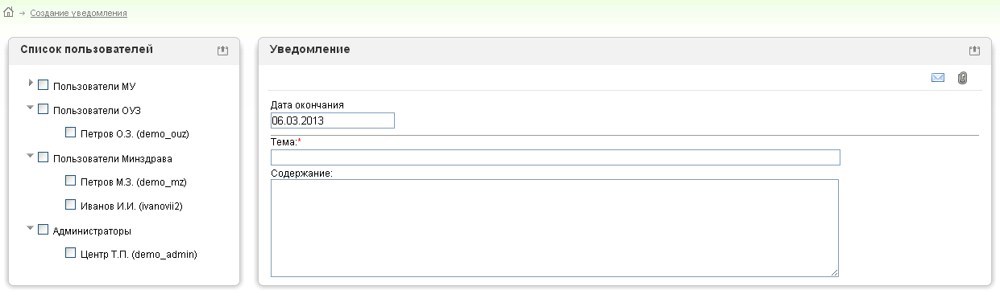 Создание уведомления
Список пользователей
Пользователи МУ
Пользователи ОУЗ
Петров О.З. (demo_ouz)
Пользователи Минздрава
Петров М.З. (demo_mz)
Иванов И.И. (ivanovii2)
Администраторы
Центр Т.П. (demo_admin)
Уведомление
Дата окончания
06.03.2013
Тема:*
Содержание: